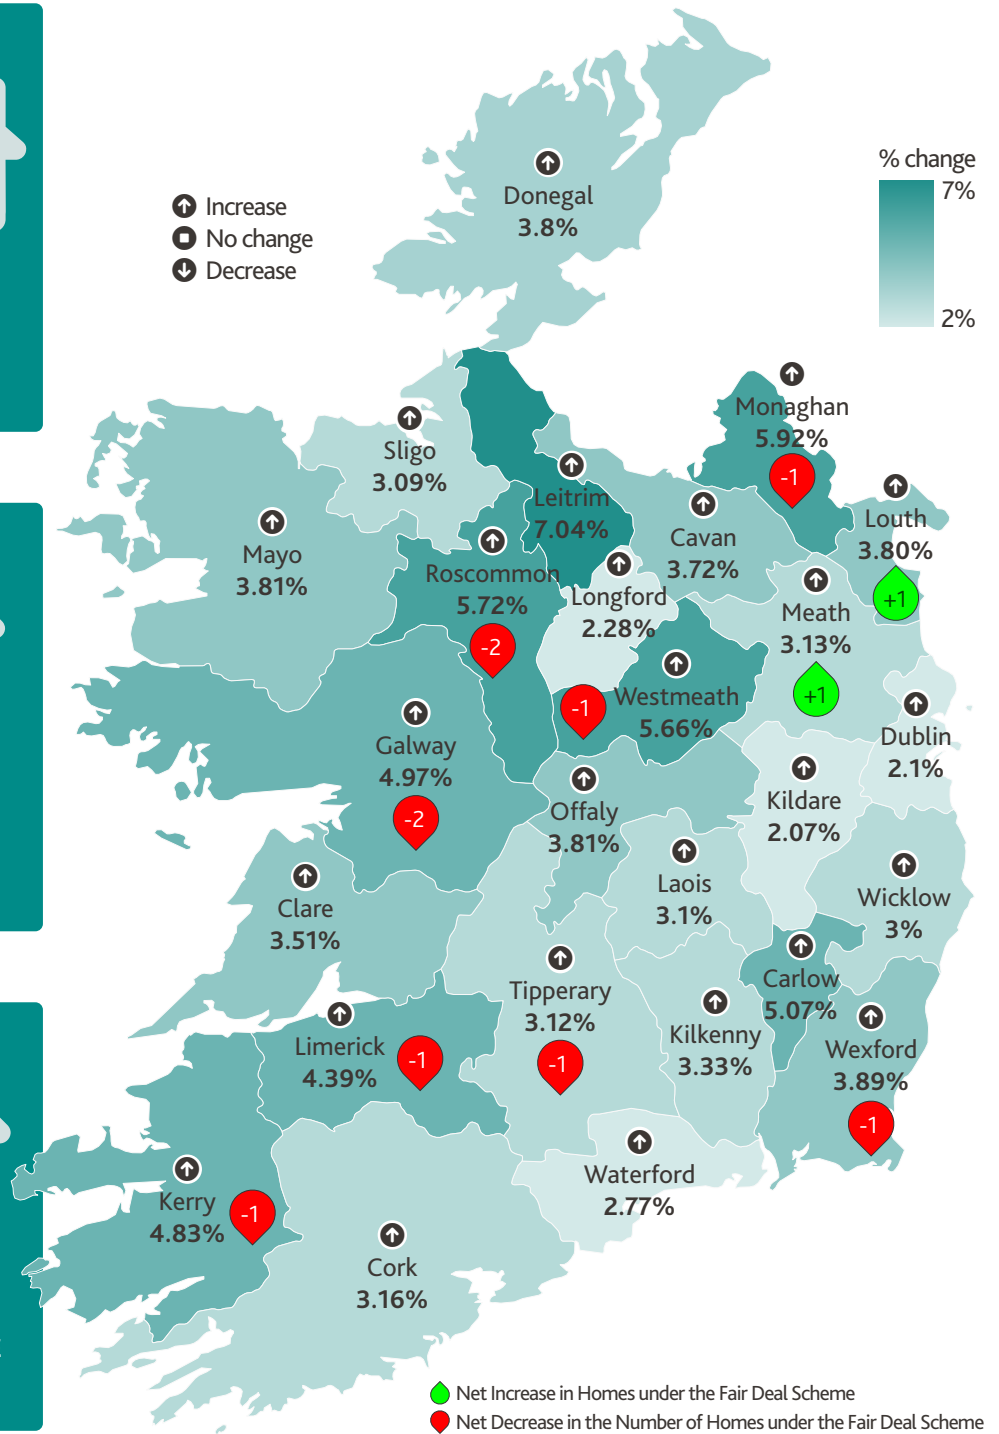 % change
7%
2%
Increase
No change
Decrease
Donegal
3.8%
Monaghan
5.92%
-1
Sligo
3.09%
Leitrim
7.04%
Louth
3.80%
+1
Cavan
3.72%
Mayo
3.81%
Roscommon
5.72%
-2
Longford
2.28%
Meath
3.13%
+1
Westmeath
5.66%
-1
Galway
4.97%
-2
Dublin
2.1%
Kildare
2.07%
Offaly
3.81%
Laois
3.1%
Wicklow
3%
Clare
3.51%
Carlow
5.07%
Tipperary
3.12%
-1
Kilkenny
3.33%
Limerick
4.39%
-1
Wexford
3.89%
-1
Waterford
2.77%
Kerry
4.83%
-1
Cork
3.16%
Net Increase in Homes under the Fair Deal Scheme
Net Decrease in the Number of Homes under the Fair Deal Scheme